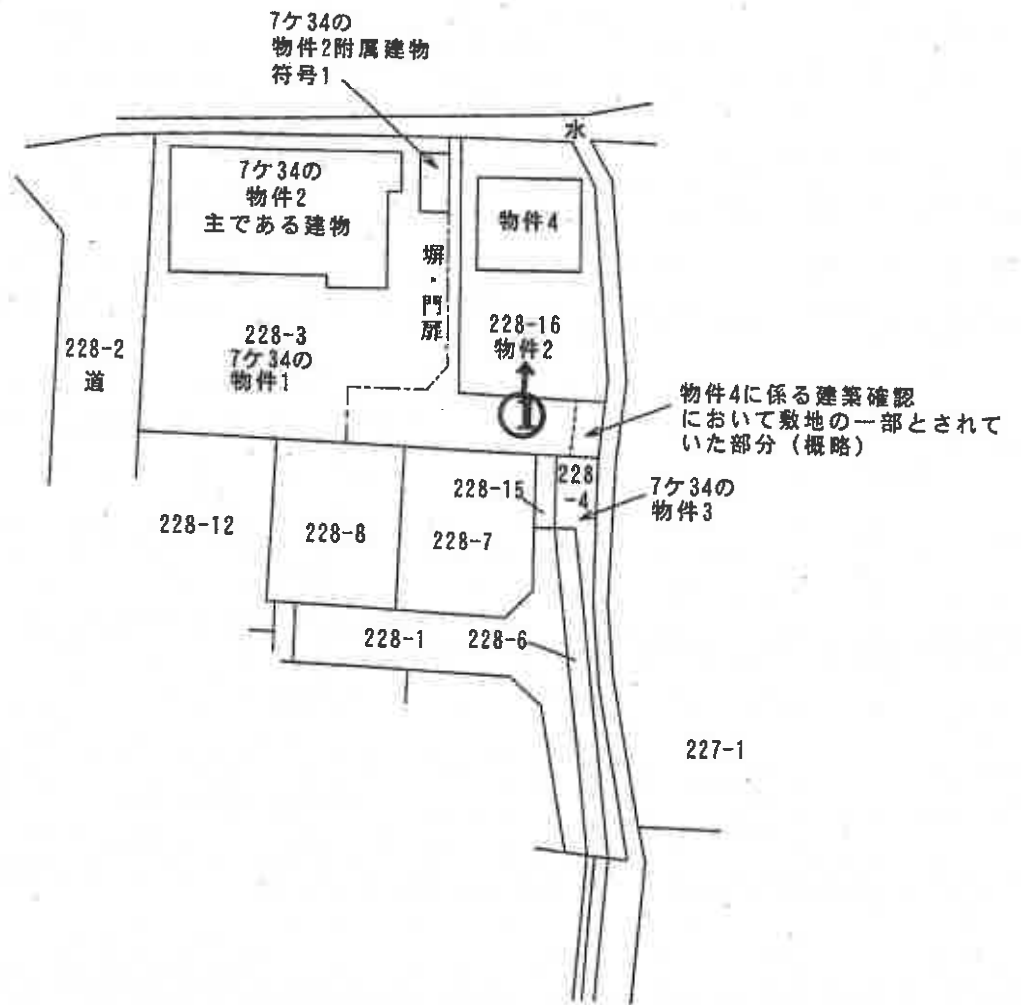 7ケ34の
物件2附属建物
符号1
水
7ケ34の
物件2
主である建物
物件4
塀・門扉
228-16
物件2
228-3
7ケ34の
物件1
228-2
道
①
物件4に係る建築確認
において敷地の一部とされて
いた部分（概略）
228
-4
228-15
7ケ34の
物件3
228-12
228-8
228-7
228-1
228-6
227-1